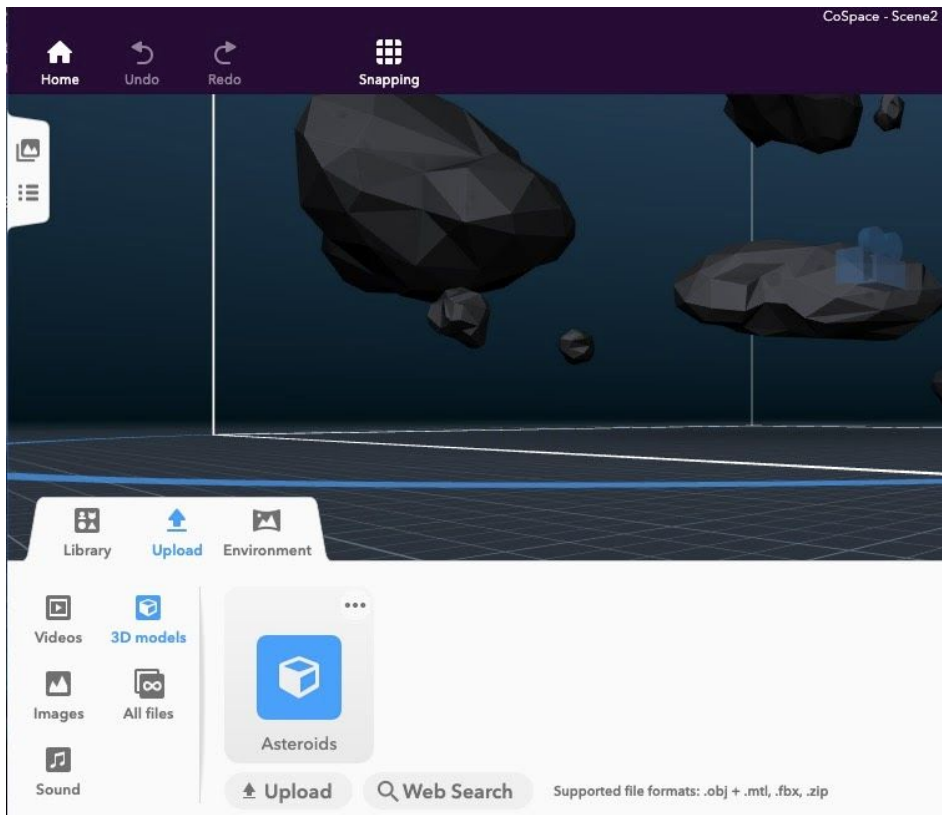 CoSpace - Scene2
Home Undo Redo Snapping
Library Upload Environment
Videos 3D models
Images All files
Sound
Asteroids
Upload Web Search Supported file formats: .obj + .mtl, .fbx, .zip